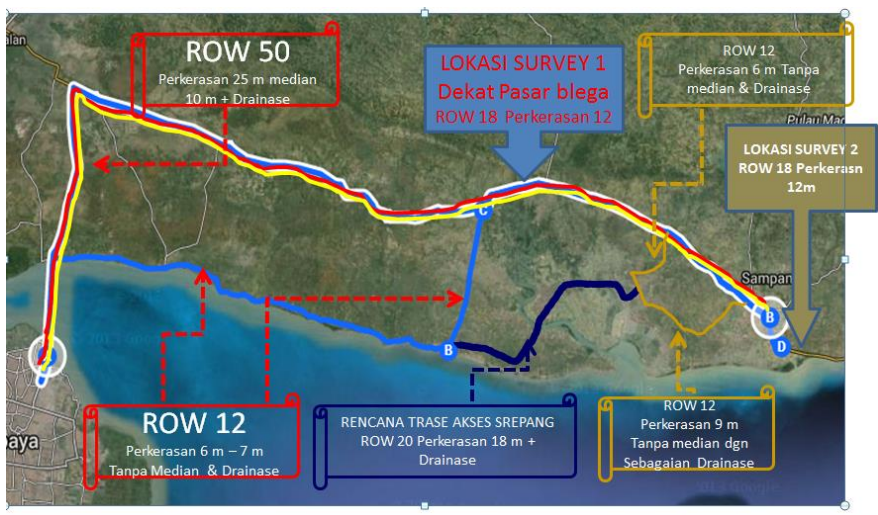 alan
ROW 50
Perkerasan 25 m median
10 m + Drainase
LOKASI SURVEY 1
Dekat Pasar blega
ROW 18 Perkerasan 12
ROW 12
Perkerasan 6 m Tanpa
median & Drainase
Pulau Mad
LOKASI SURVEY 2
ROW 18 Perkerasn
12m
C
Sampan
B
D
B
ROW 12
Perkerasan 6 m – 7 m
Tanpa Median & Drainase
RENCANA TRASE AKSES SREPANG
ROW 20 Perkerasan 18 m +
Drainase
ROW 12
Perkerasan 9 m
Tanpa median dgn
Sebagaian Drainase
baya
2013 Google